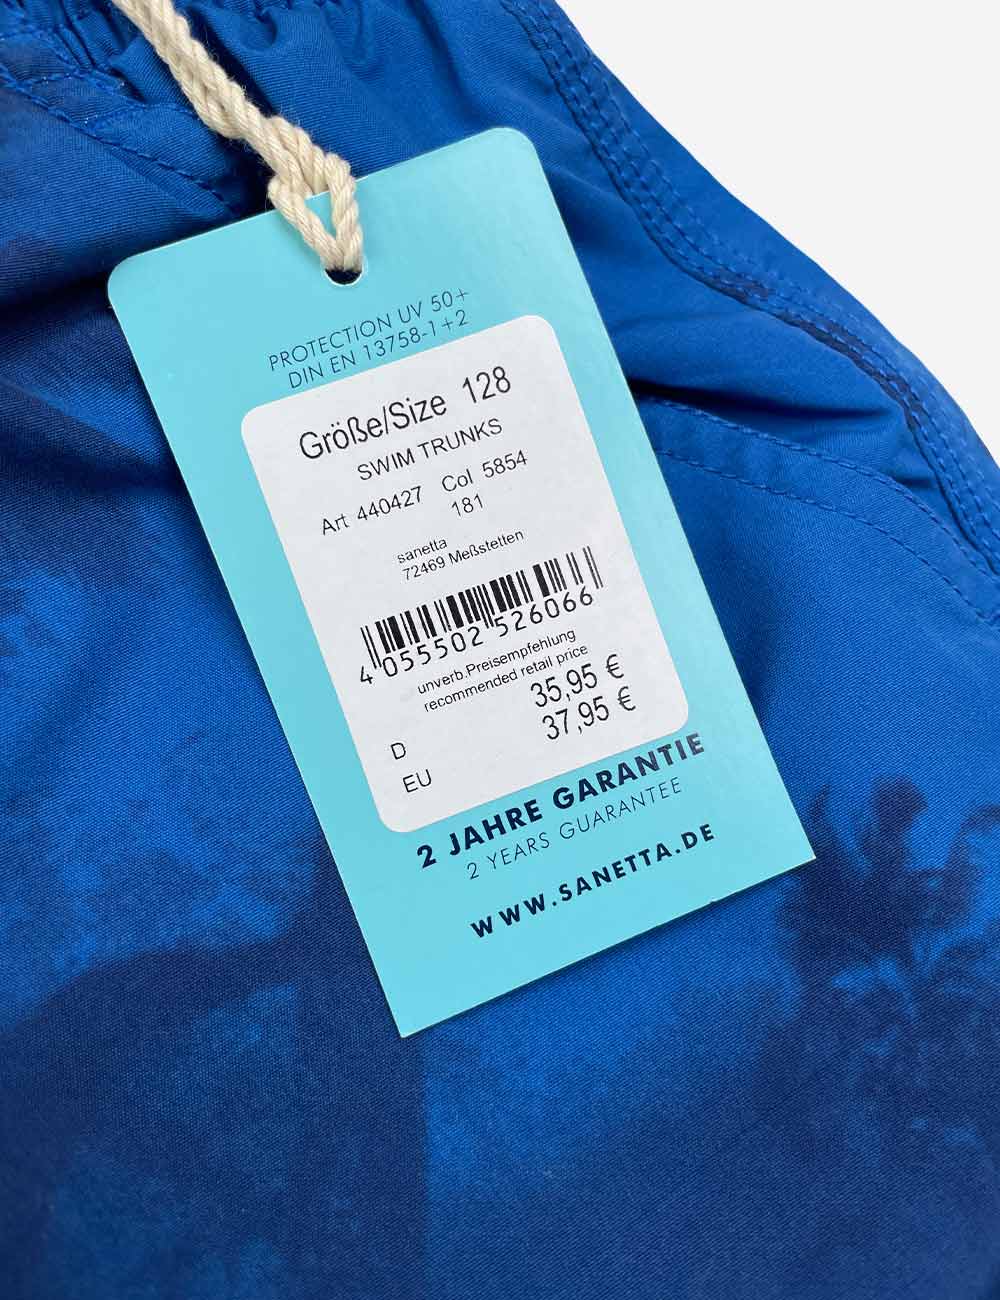 PROTECTION UV 50+
DIN EN 13758-1+2
Größe/Size 128
SWIM TRUNKS
Art 440427 Col 5854
181
sanetta
72469 Meßstetten
4 055502 526066
unverb.Preisempfehlung
recommended retail price
D 35,95 €
EU 37,95 €
2 JAHRE GARANTIE
2 YEARS GUARANTEE
WWW.SANETTA.DE